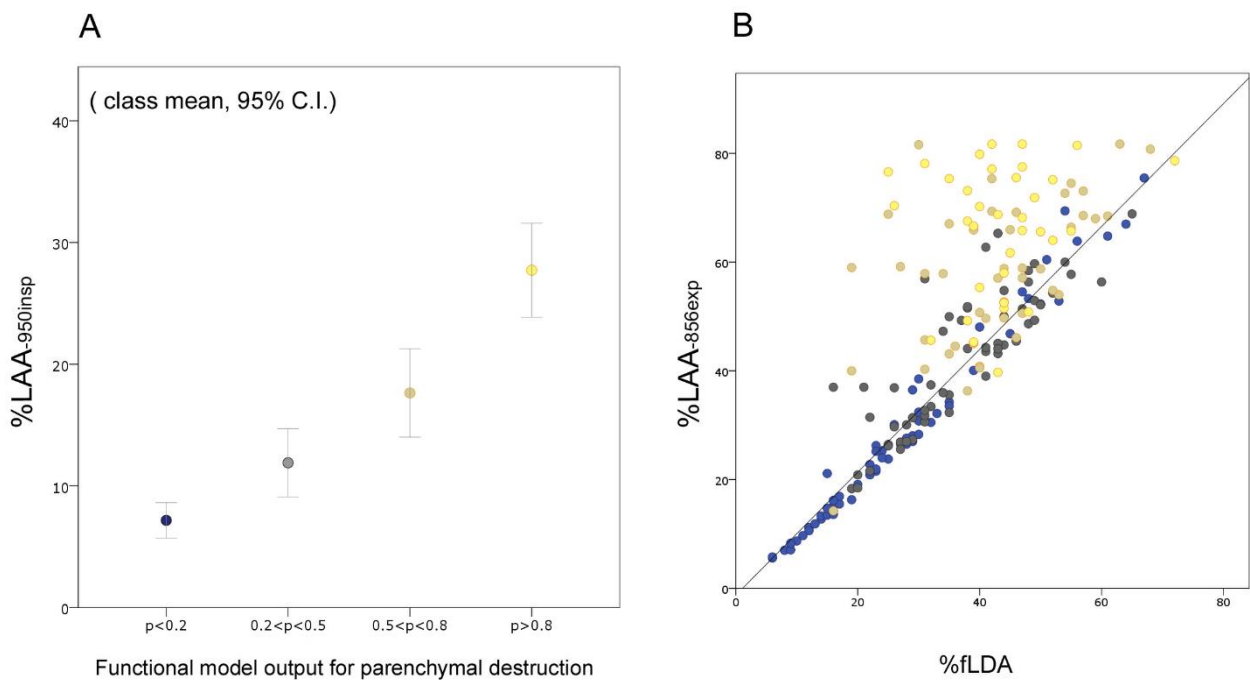 A
( class mean, 95% C.I.)
%LAA-950insp
40
30
20
10
0
p<0.2
0.2<p<0.5
0.5<p<0.8
p>0.8
Functional model output for parenchymal destruction
B
%LAA-856exp
80
60
40
20
0
0
20
40
60
80
%fLDA